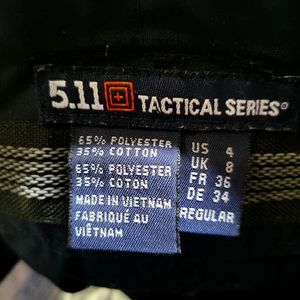 5.11 TACTICAL SERIES®
65% POLYESTER
35% COTTON
65% POLYESTER
35% COTON
MADE IN VIETNAM
FABRIQUÉ AU
VIÊTNAM
US 4
UK 8
FR 36
DE 34
REGULAR